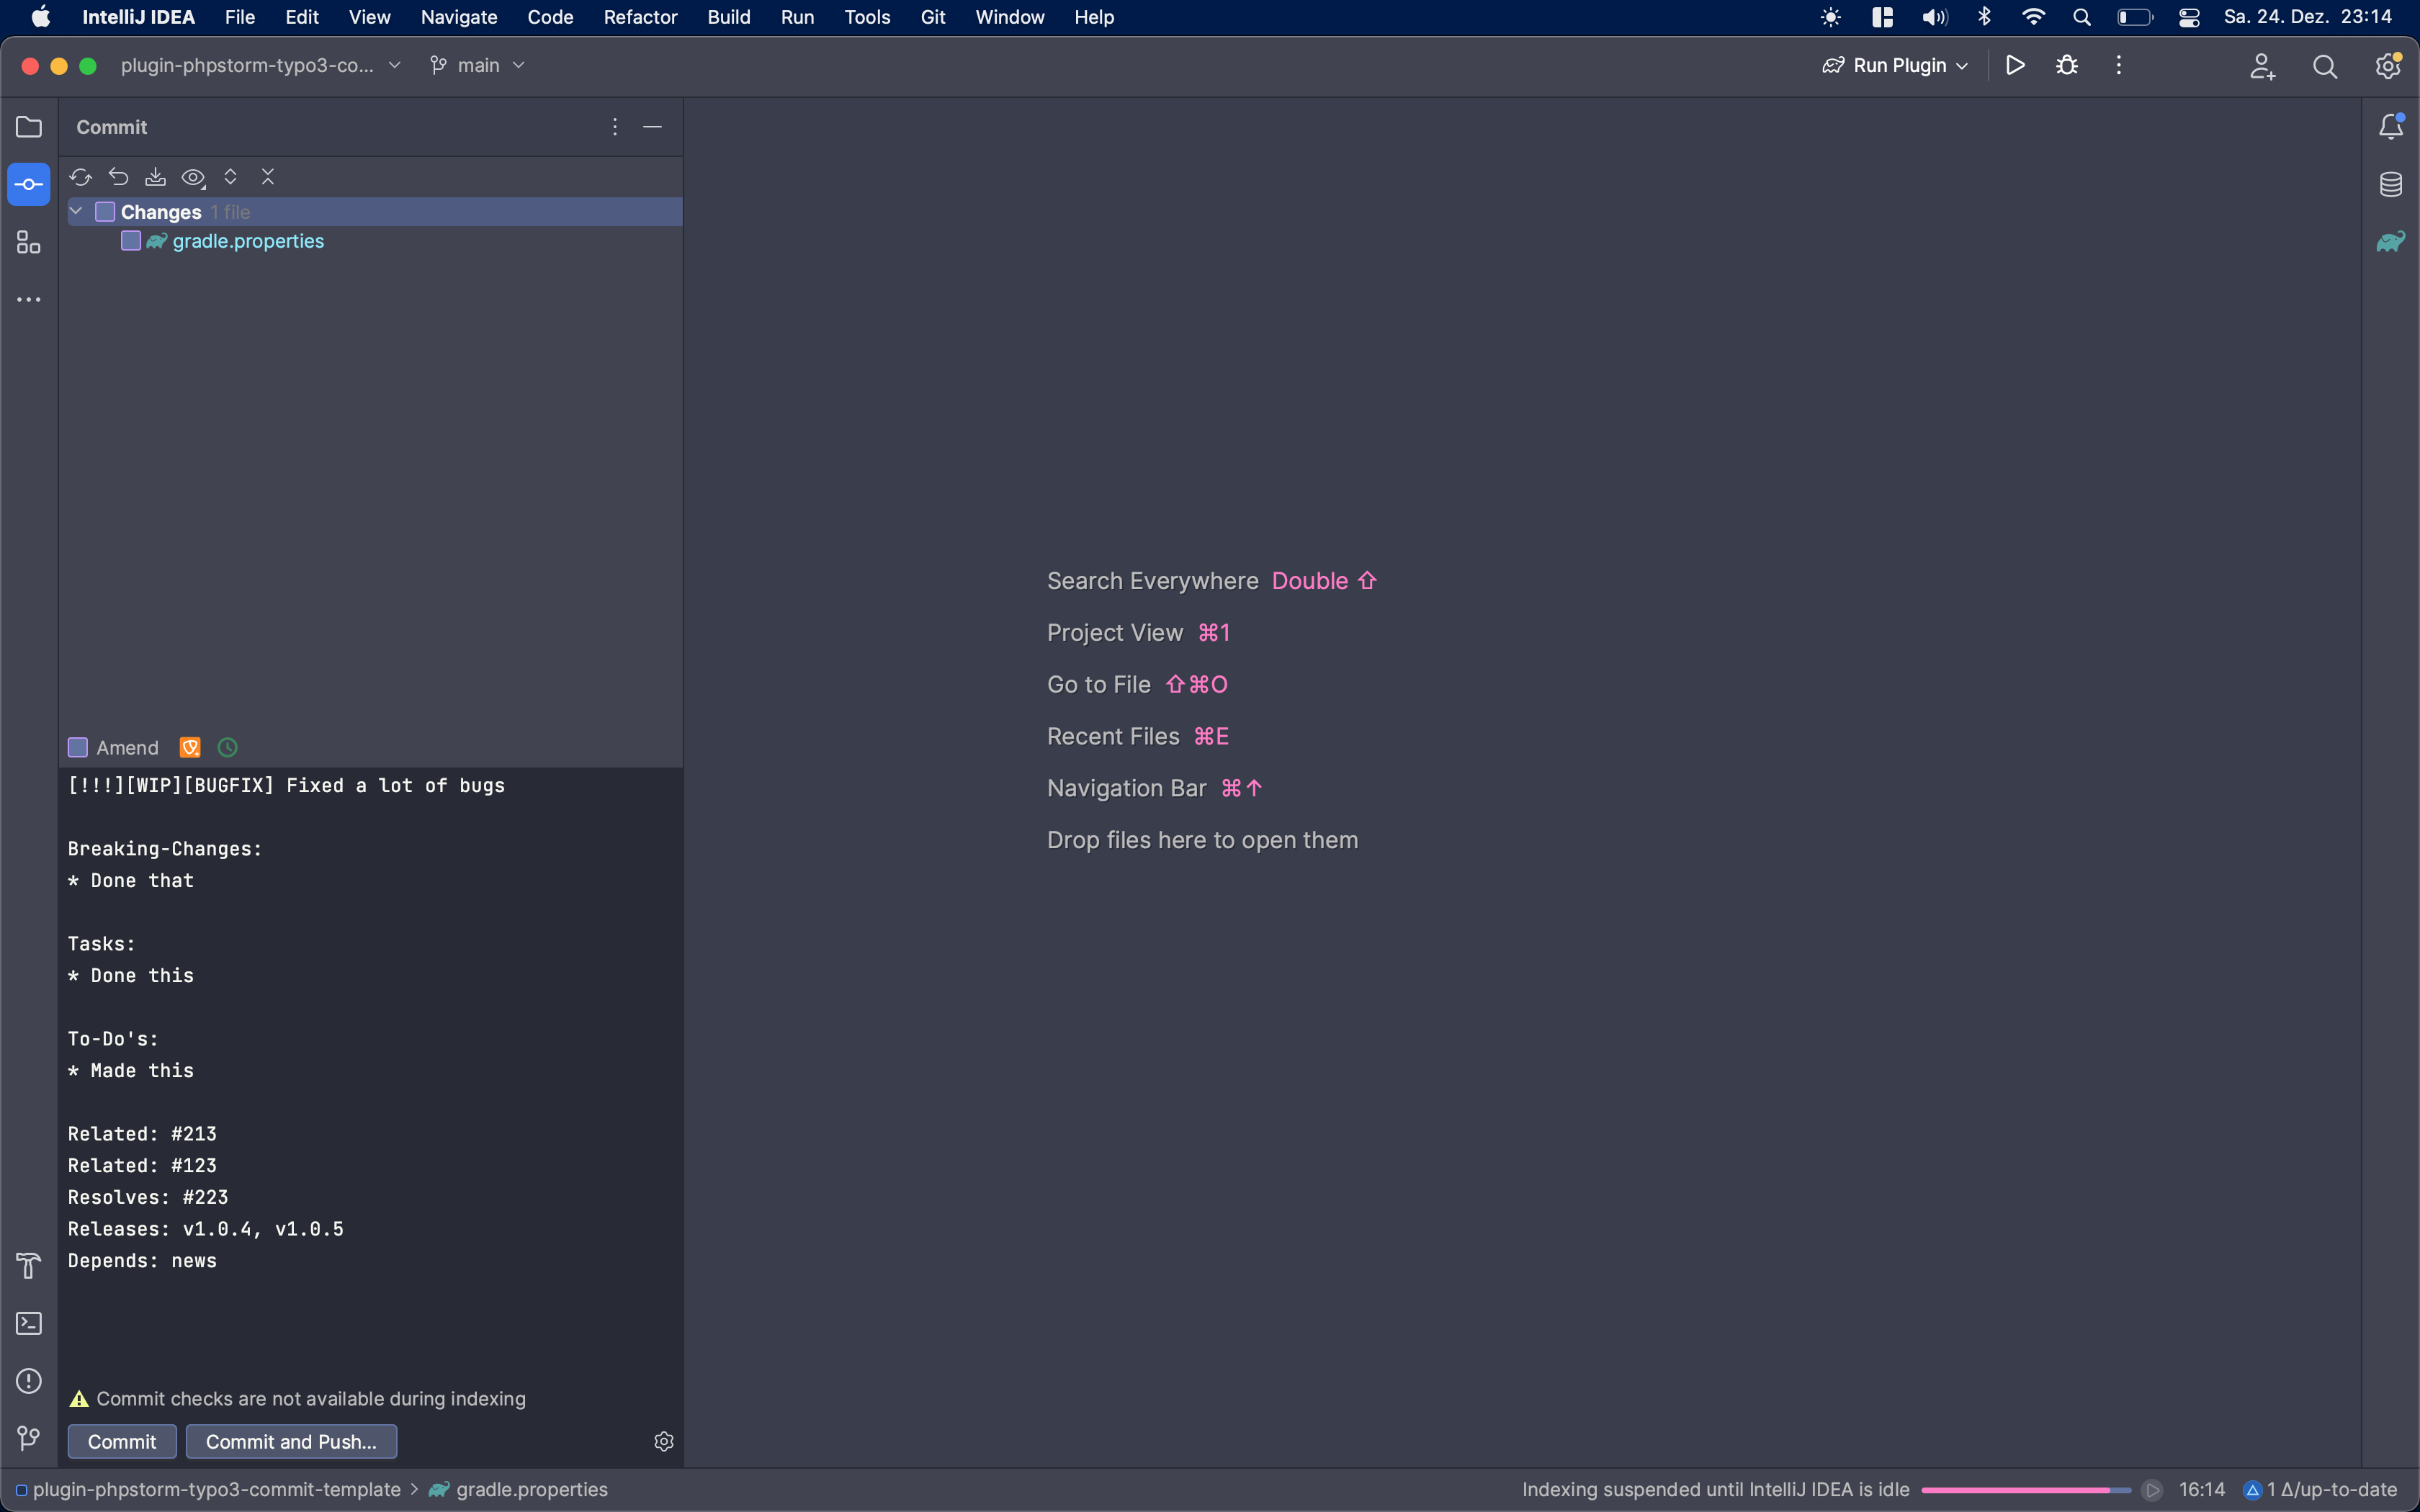 IntelliJ IDEA File Edit View Navigate Code Refactor Build Run Tools Git Window Help Sa. 24. Dez. 23:14
plugin-phpstorm-typo3-co... main Run Plugin
Commit
Changes 1 file
gradle.properties
Search Everywhere Double ⇧
Project View ⌘1
Go to File ⇧⌘O
Recent Files ⌘E
Navigation Bar ⌘↑
Drop files here to open them
Amend
[!!!][WIP][BUGFIX] Fixed a lot of bugs
Breaking-Changes:
* Done that
Tasks:
* Done this
To-Do's:
* Made this
Related: #213
Related: #123
Resolves: #223
Releases: v1.0.4, v1.0.5
Depends: news
Commit checks are not available during indexing
Commit Commit and Push...
plugin-phpstorm-typo3-commit-template > gradle.properties Indexing suspended until IntelliJ IDEA is idle 16:14 1 Δ/up-to-date